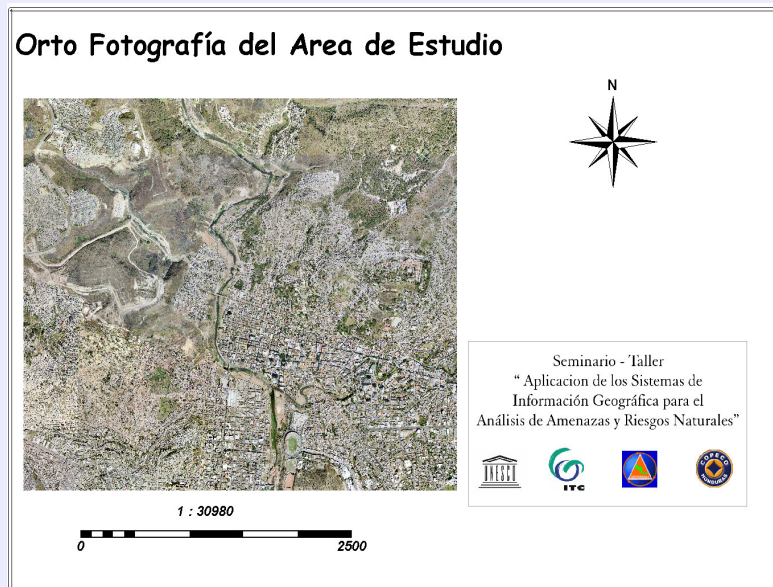 Orto Fotografía del Area de Estudio
N
Seminario - Taller
“ Aplicacion de los Sistemas de
Información Geográfica para el
Análisis de Amenazas y Riesgos Naturales”
UNESCO
ITC
COPECO
HONDURAS
1 : 30980
0 2500